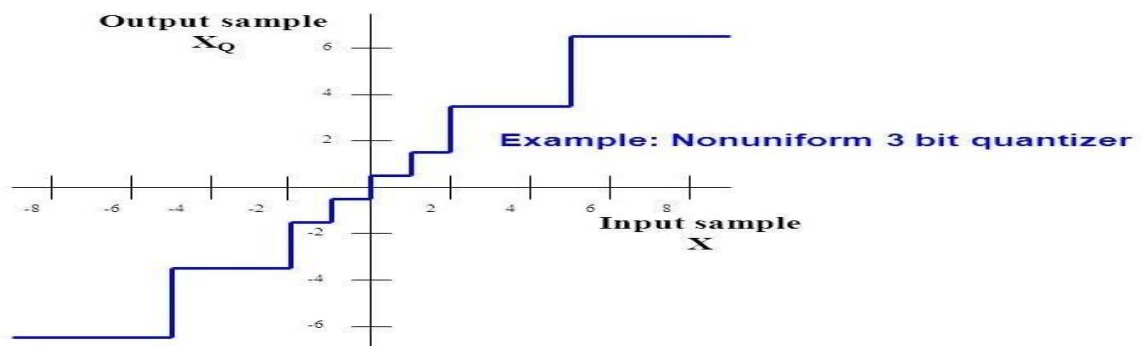 Output sample
X_Q
6
4
2
Example: Nonuniform 3 bit quantizer
-8 -6 -4 -2 2 4 6 8
Input sample
X
-2
-4
-6